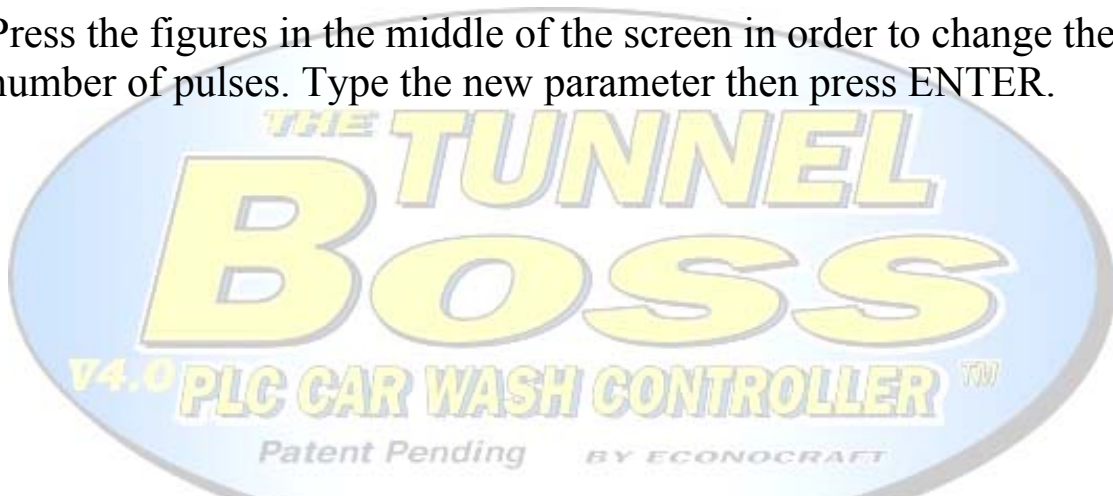 Press the figures in the middle of the screen in order to change the
number of pulses. Type the new parameter then press ENTER.
THE TUNNEL
BOSS
V4.0 PLC CAR WASH CONTROLLER TM
Patent Pending BY ECONOCRAFT